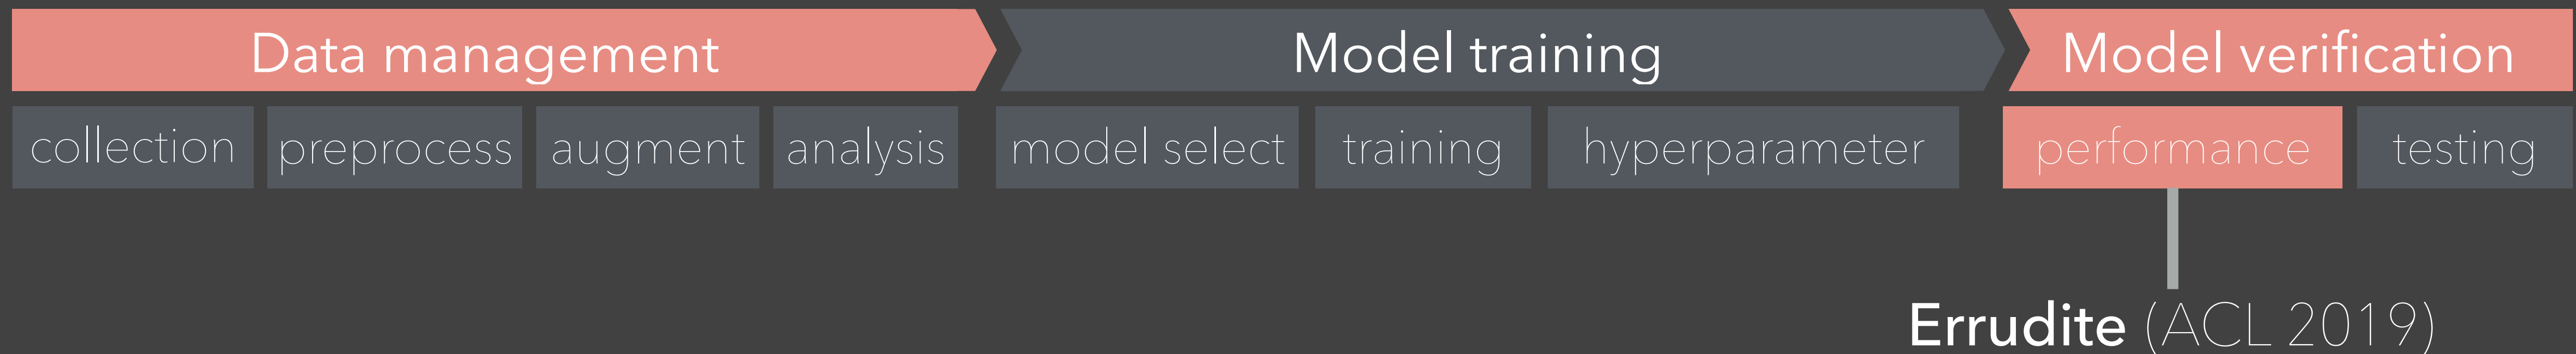 Data management Model training Model verification
collection preprocess augment analysis model select training hyperparameter performance testing
Errudite (ACL 2019)